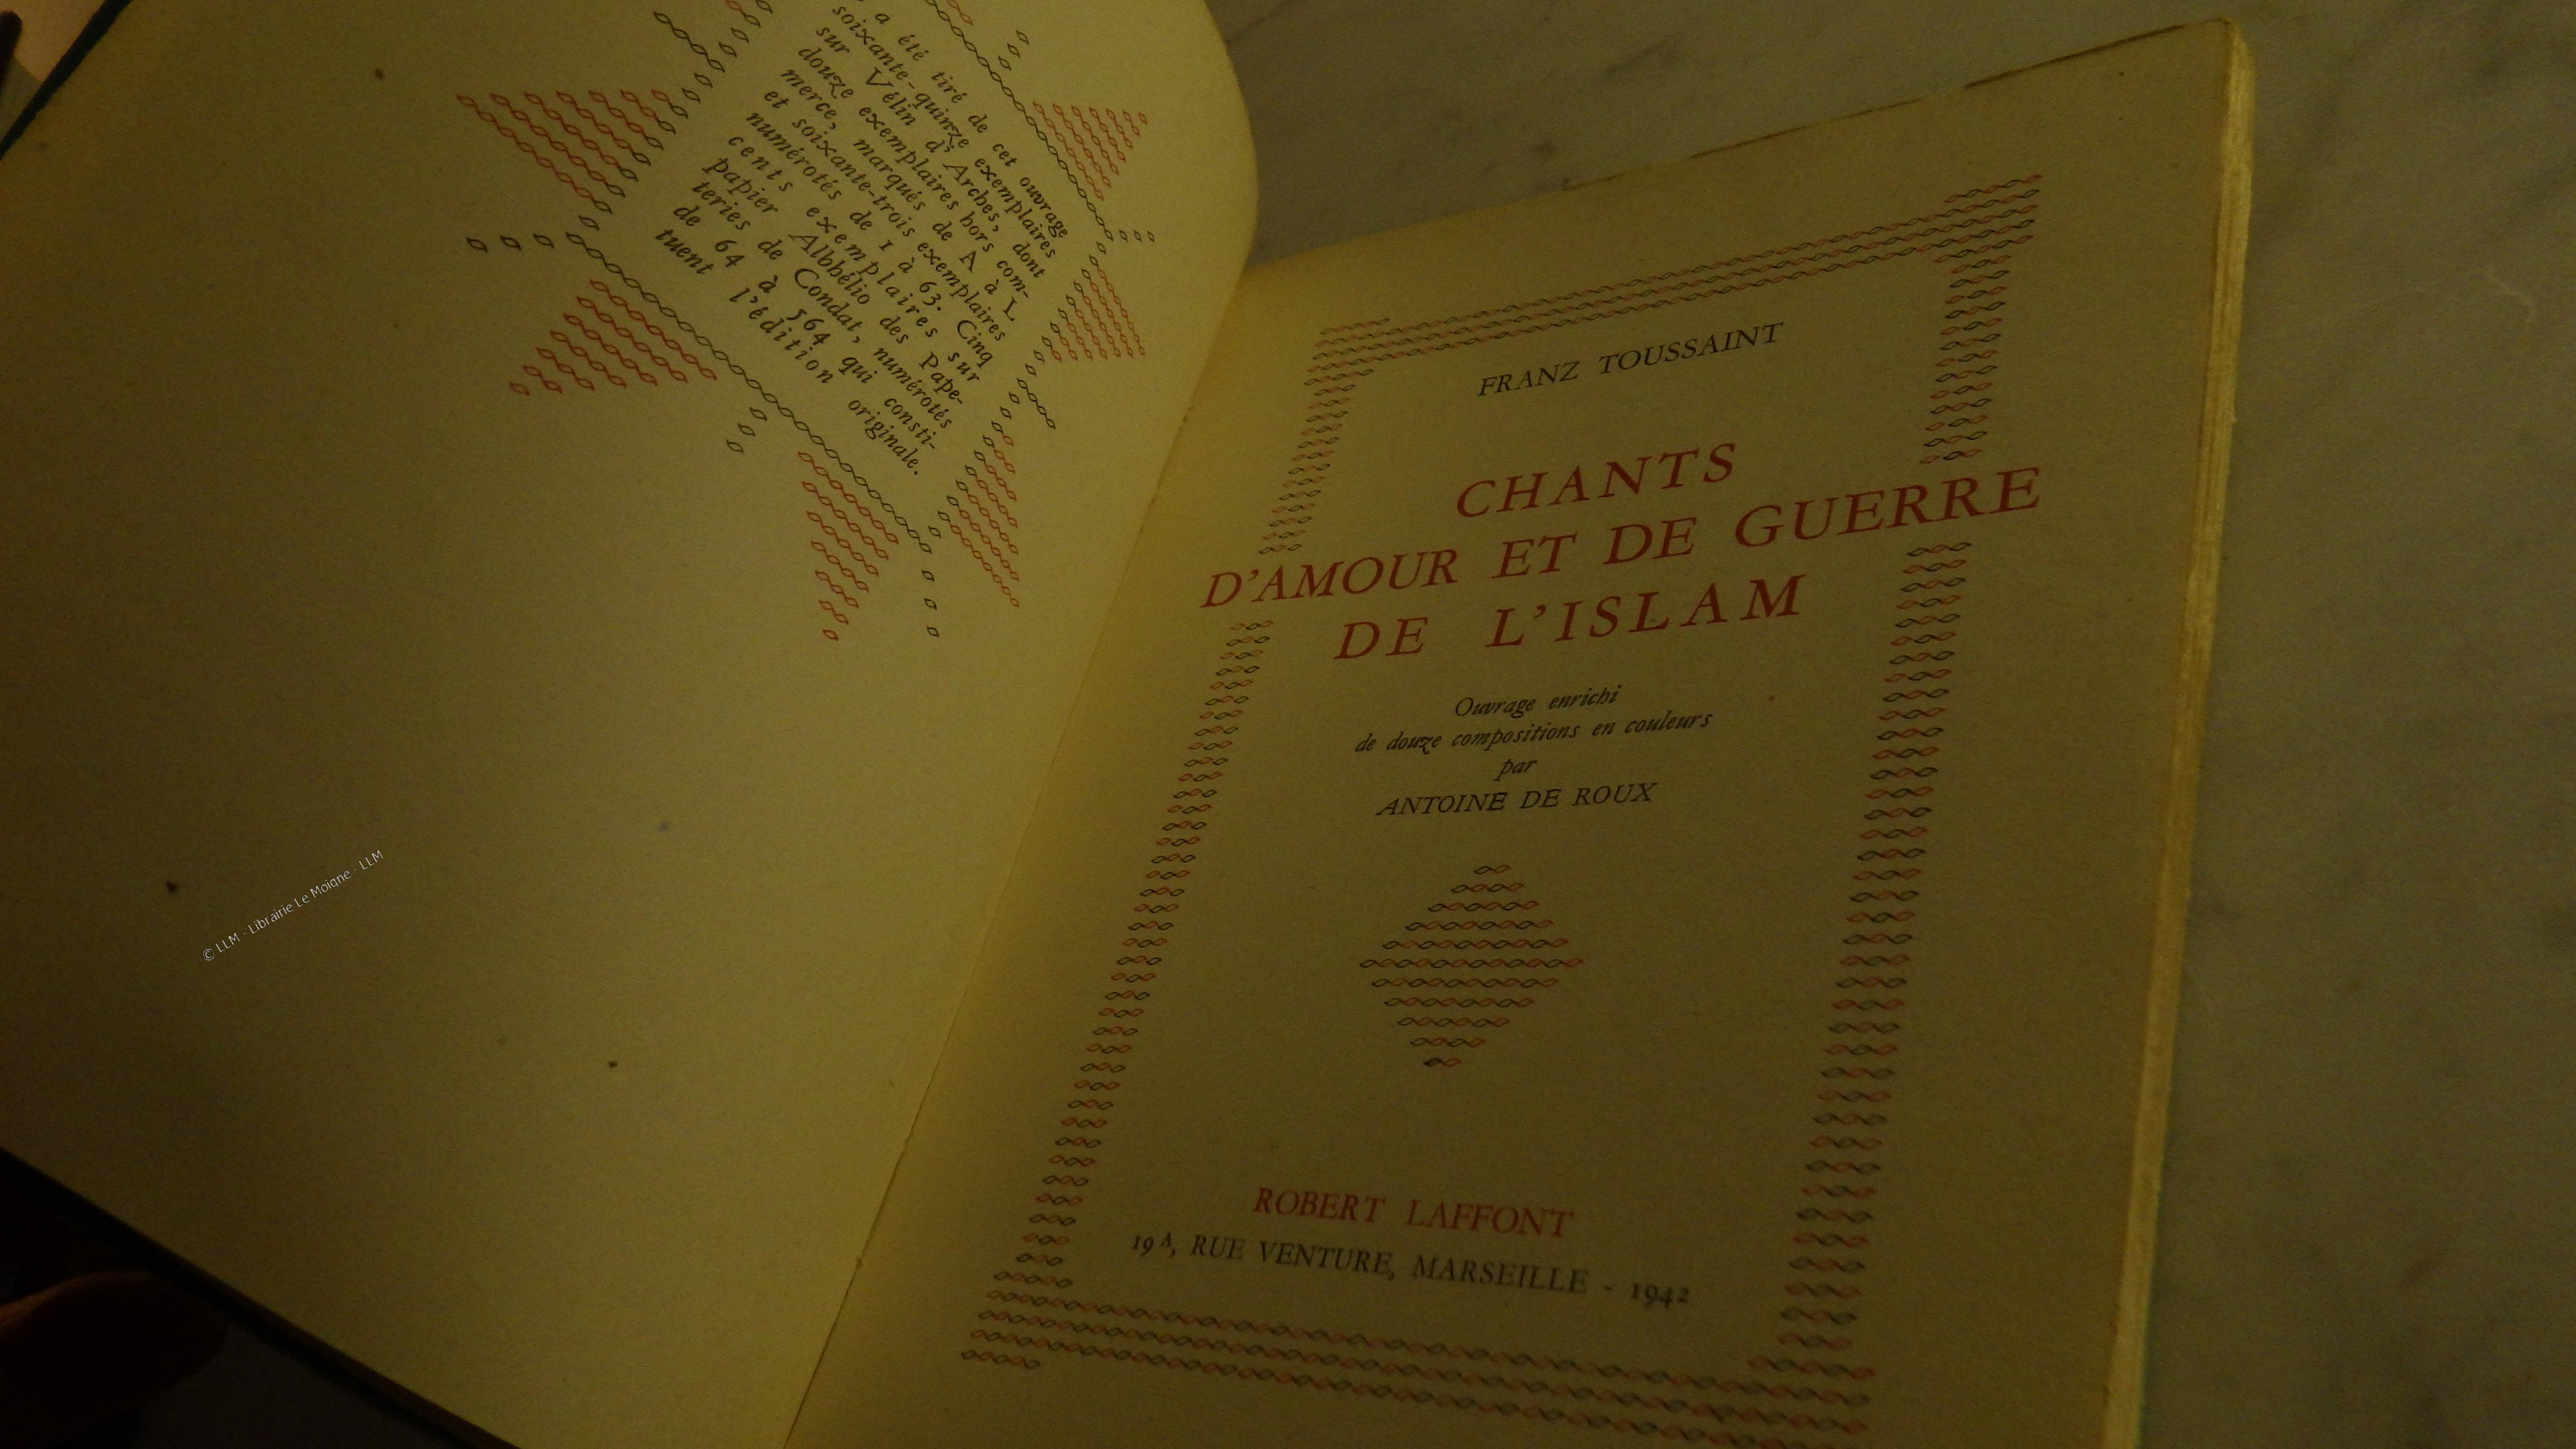 a été tiré de cet ouvrage
soixante-quinze exemplaires
sur Vélin d'Arches, dont
douze exemplaires hors com-
merce, marqués de A à L
et soixante-trois exemplaires
numérotés de 1 à 63. Cinq
cents exemplaires sur
papier Albhélio des Pape-
teries de Condat, numérotés
de 64 à 564 qui consti-
tuent l'édition originale.
© LLM - Librairie Le Moigne - LLM
FRANZ TOUSSAINT
CHANTS
D'AMOUR ET DE GUERRE
DE L'ISLAM
Ouvrage enrichi
de douze compositions en couleurs
par
ANTOINE DE ROUX
ROBERT LAFFONT
19 A, RUE VENTURE, MARSEILLE - 1942